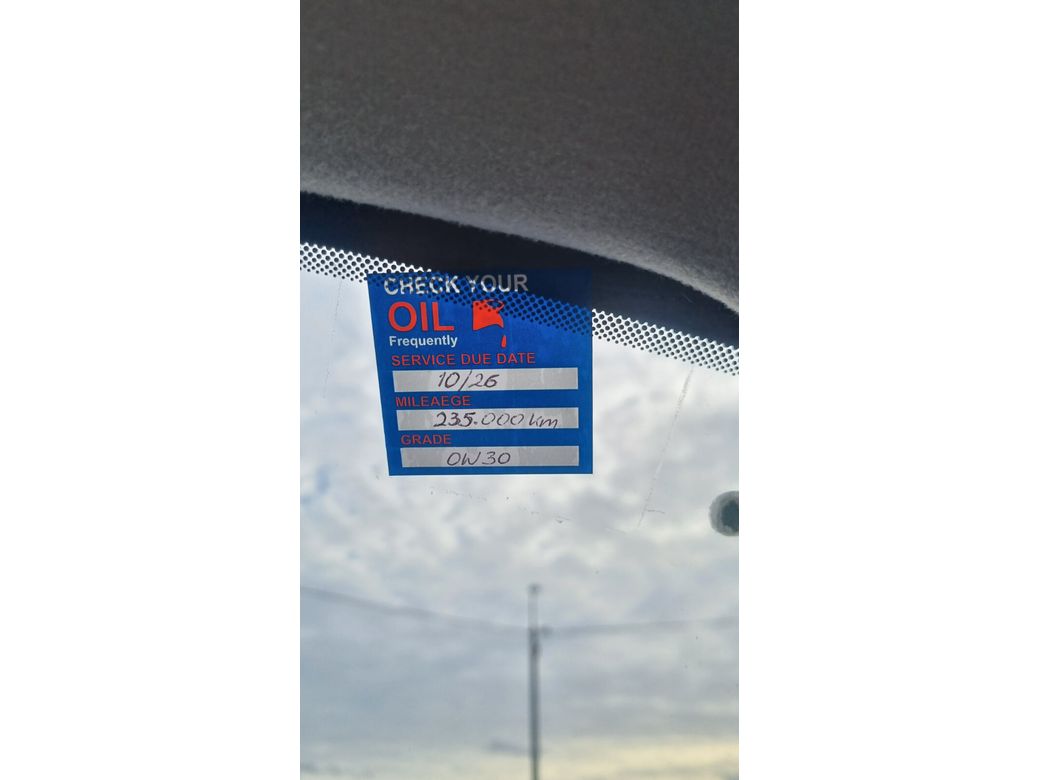 CHECK YOUR
OIL
Frequently
SERVICE DUE DATE
10/26
MILEAEGE
235.000 km
GRADE
0W30